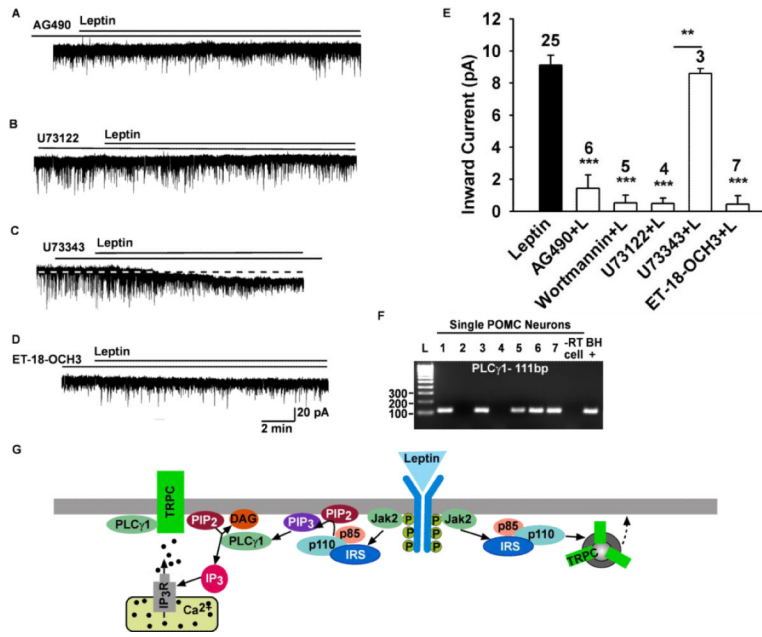 A
AG490
Leptin
B
U73122
Leptin
C
U73343
Leptin
D
ET-18-OCH3
Leptin
20 pA
2 min
E
Inward Current (pA)
12
10
8
6
4
2
0
25
6
***
5
***
4
***
**
3
7
***
Leptin
AG490+L
Wortmannin+L
U73122+L
U73343+L
ET-18-OCH3+L
F
Single POMC Neurons
L 1 2 3 4 5 6 7 -RT cell BH +
PLCγ1- 111bp
300
200
100
G
Leptin
TRPC
PLCγ1
PIP2
DAG
PLCγ1
PIP3
PIP2
p85
p110
IRS
Jak2
P P
P P
P P
P P
Jak2
p85
p110
IRS
TRPC
IP3
IP3R
Ca2+